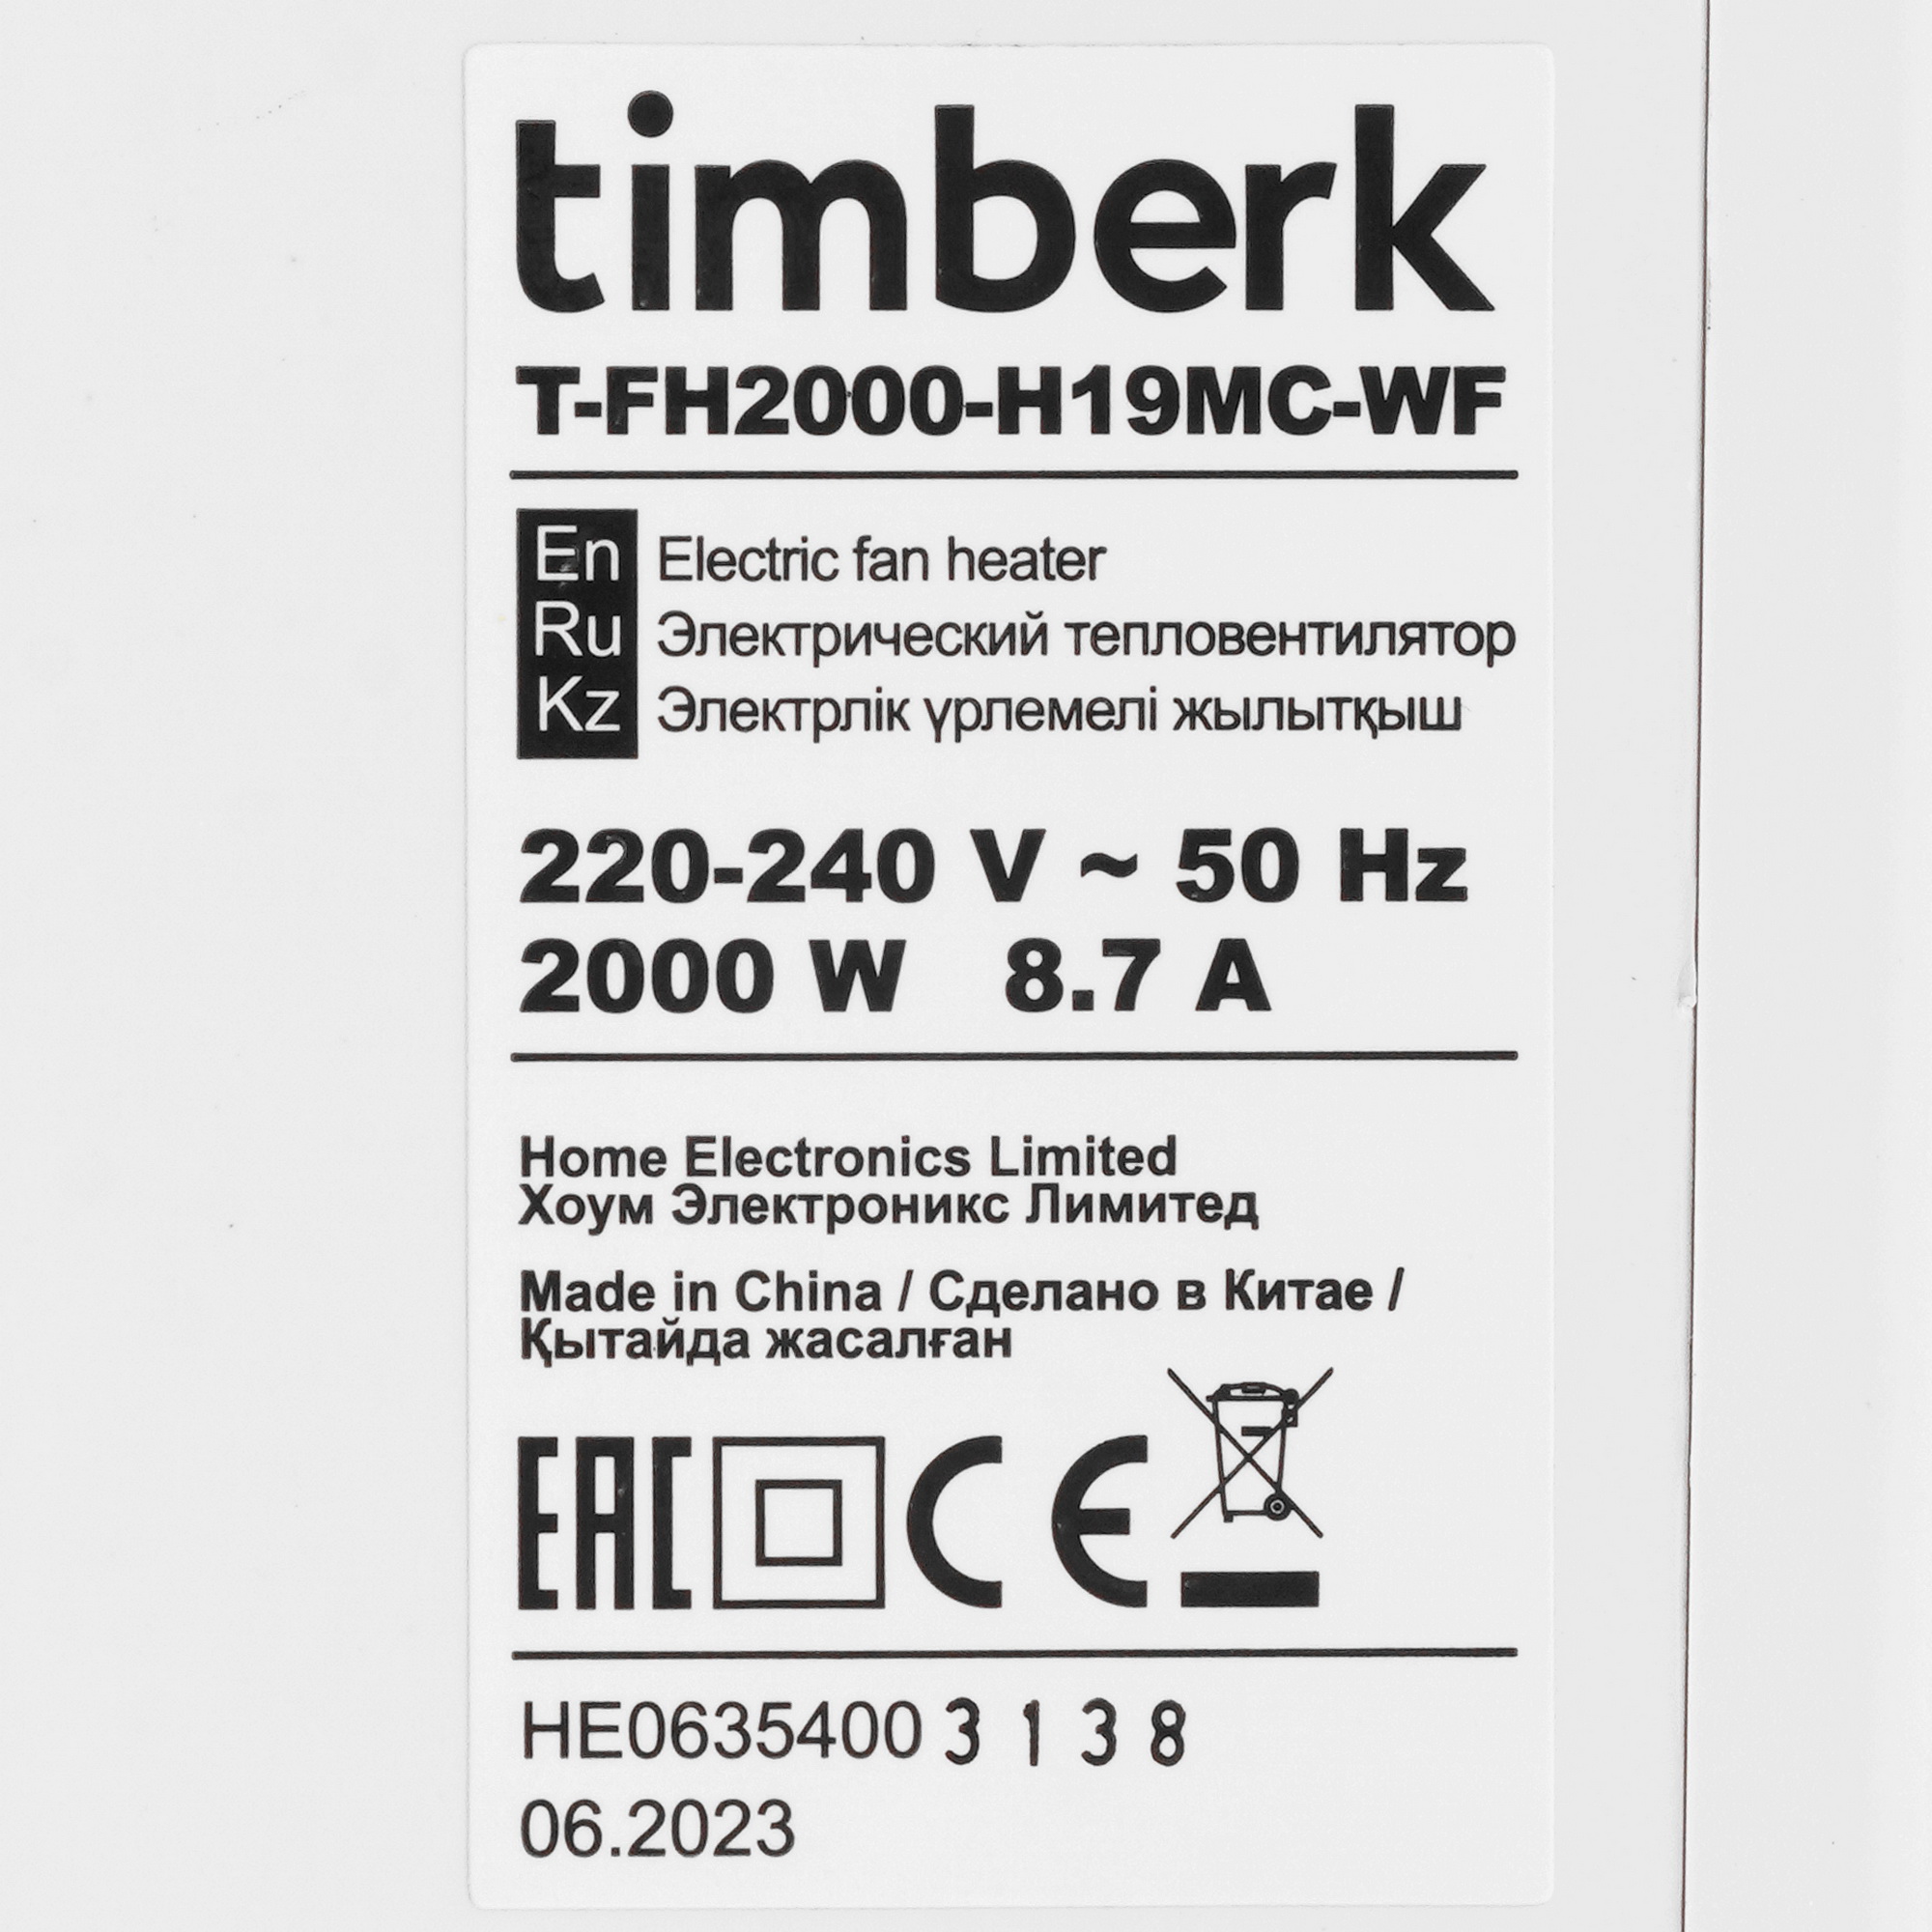 timberk
T-FH2000-H19MC-WF
En Electric fan heater
Ru Электрический тепловентилятор
Kz Электрлік үрлемелі жылытқыш
220-240 V ~ 50 Hz
2000 W 8.7 A
Home Electronics Limited
Хоум Электроникс Лимитед
Made in China / Сделано в Китае /
Қытайда жасалған
EAC CE
HE0635400 3 1 3 8
06.2023